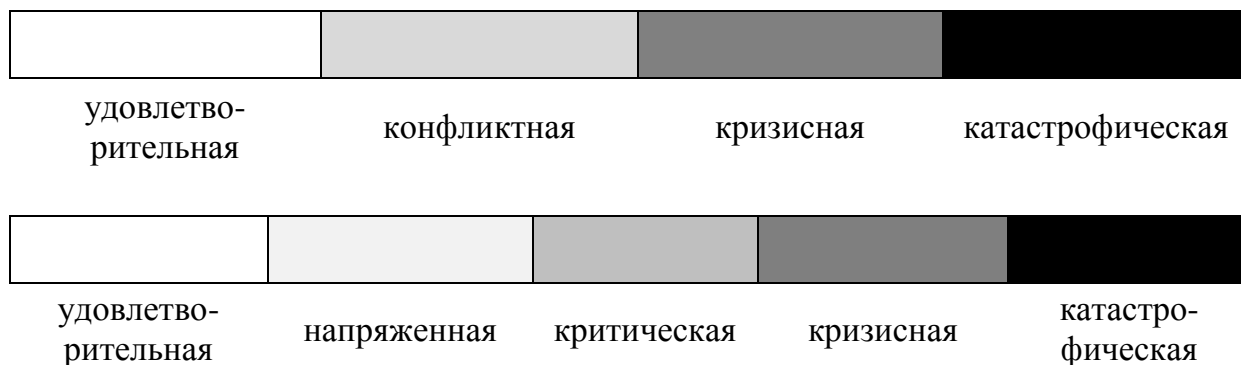 удовлетво-
рительная
конфликтная
кризисная
катастрофическая
удовлетво-
рительная
напряженная
критическая
кризисная
катастро-
фическая